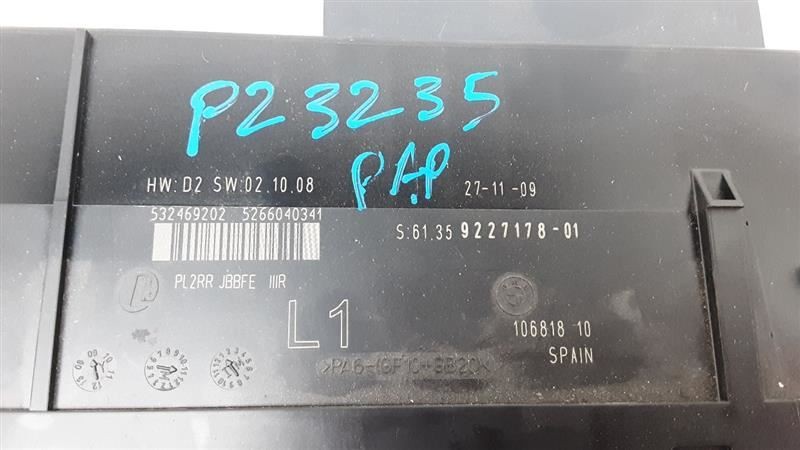 P23235
PAP
HW:D2 SW:02.10.08
27-11-09
532469202 5266040341
S:61.35 9227178-01
PL2RR JBBFE IIIR
L1
106818 10
SPAIN
>PA6-(GF10+GB20)<